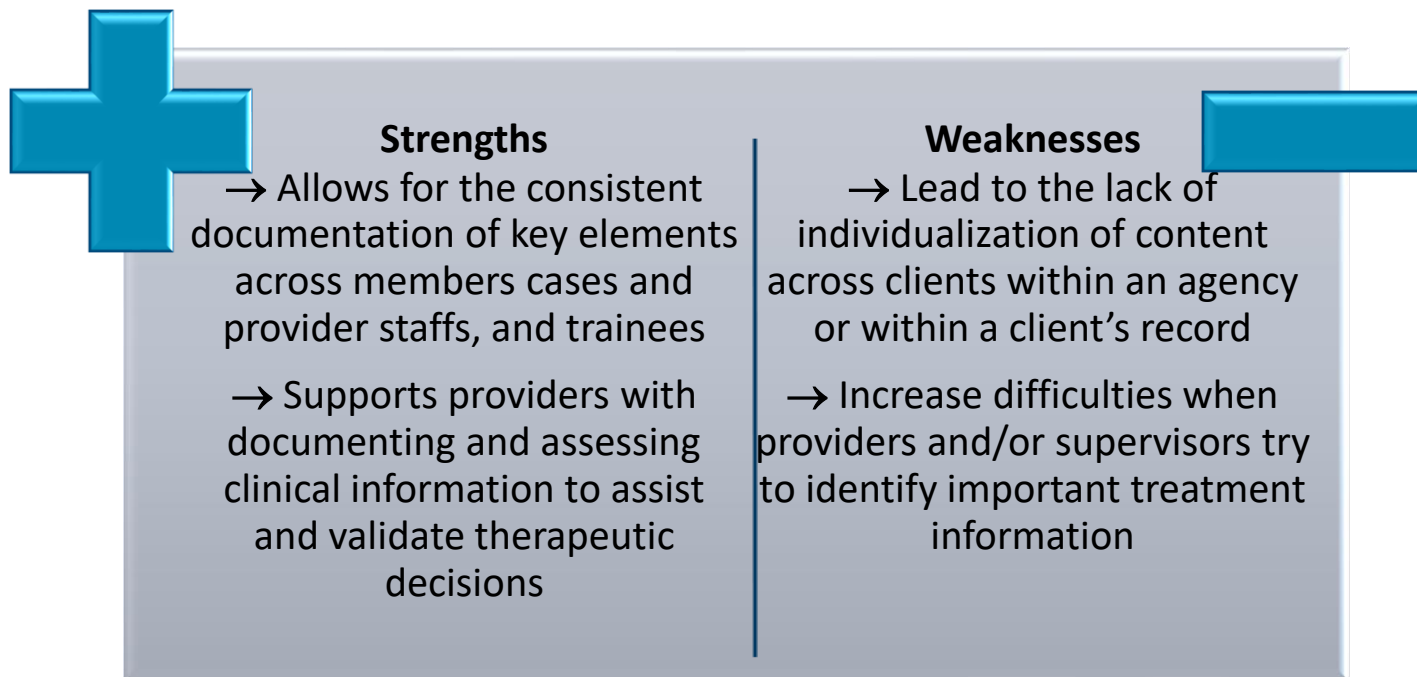 Strengths
→ Allows for the consistent
documentation of key elements
across members cases and
provider staffs, and trainees
→ Supports providers with
documenting and assessing
clinical information to assist
and validate therapeutic
decisions
Weaknesses
→ Lead to the lack of
individualization of content
across clients within an agency
or within a client’s record
→ Increase difficulties when
providers and/or supervisors try
to identify important treatment
information